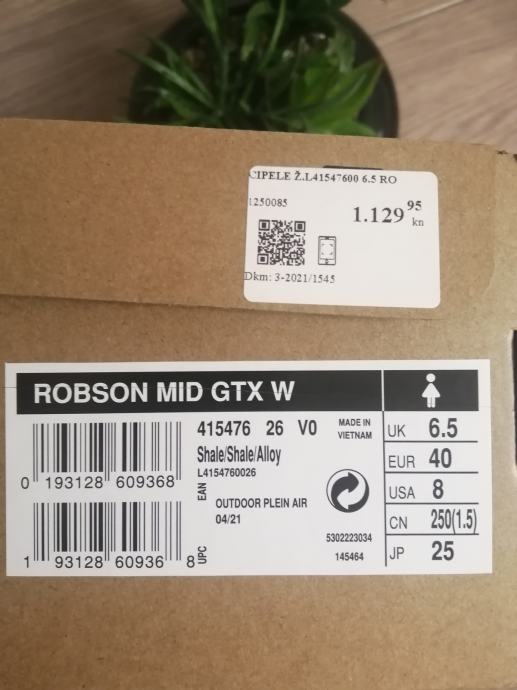 CIPELE Ž.L41547600 6.5 RO
1250085
1.129 95 kn
Dkm: 3-2021/1545
ROBSON MID GTX W
415476 26 V0
MADE IN
VIETNAM
Shale/Shale/Alloy
L4154760026
0 193128 609368
EAN
OUTDOOR PLEIN AIR
04/21
5302223034
145464
1 93128 60936 8
UPC
UK 6.5
EUR 40
USA 8
CN 250(1.5)
JP 25